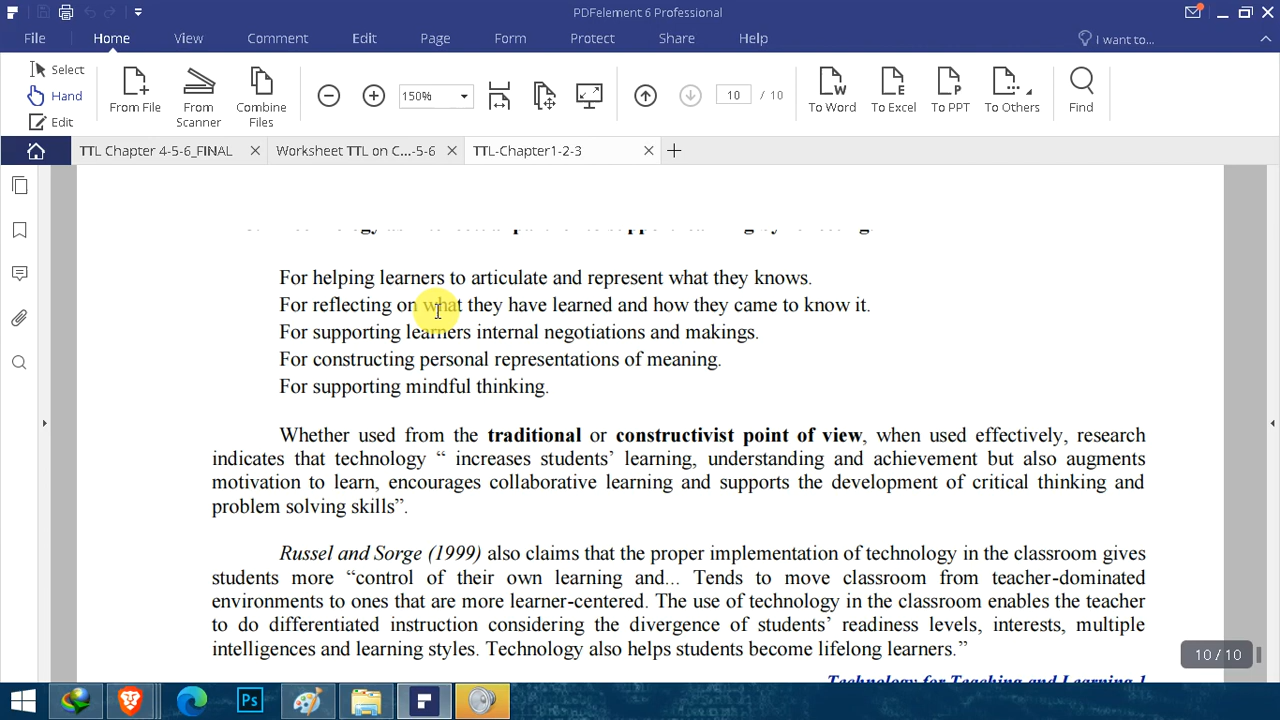 PDFelement 6 Professional
File Home View Comment Edit Page Form Protect Share Help I want to...
Select
Hand
Edit
From File
From Scanner
Combine Files
150%
10 / 10
To Word
To Excel
To PPT
To Others
Find
TTL Chapter 4-5-6_FINAL
Worksheet TTL on C...-5-6
TTL-Chapter1-2-3
For helping learners to articulate and represent what they knows.
For reflecting on what they have learned and how they came to know it.
For supporting learners internal negotiations and makings.
For constructing personal representations of meaning.
For supporting mindful thinking.
Whether used from the traditional or constructivist point of view, when used effectively, research
indicates that technology “ increases students’ learning, understanding and achievement but also augments
motivation to learn, encourages collaborative learning and supports the development of critical thinking and
problem solving skills”.
Russel and Sorge (1999) also claims that the proper implementation of technology in the classroom gives
students more “control of their own learning and... Tends to move classroom from teacher-dominated
environments to ones that are more learner-centered. The use of technology in the classroom enables the teacher
to do differentiated instruction considering the divergence of students’ readiness levels, interests, multiple
intelligences and learning styles. Technology also helps students become lifelong learners.”
10 / 10
Technology for Teaching and Learning 1
Ps